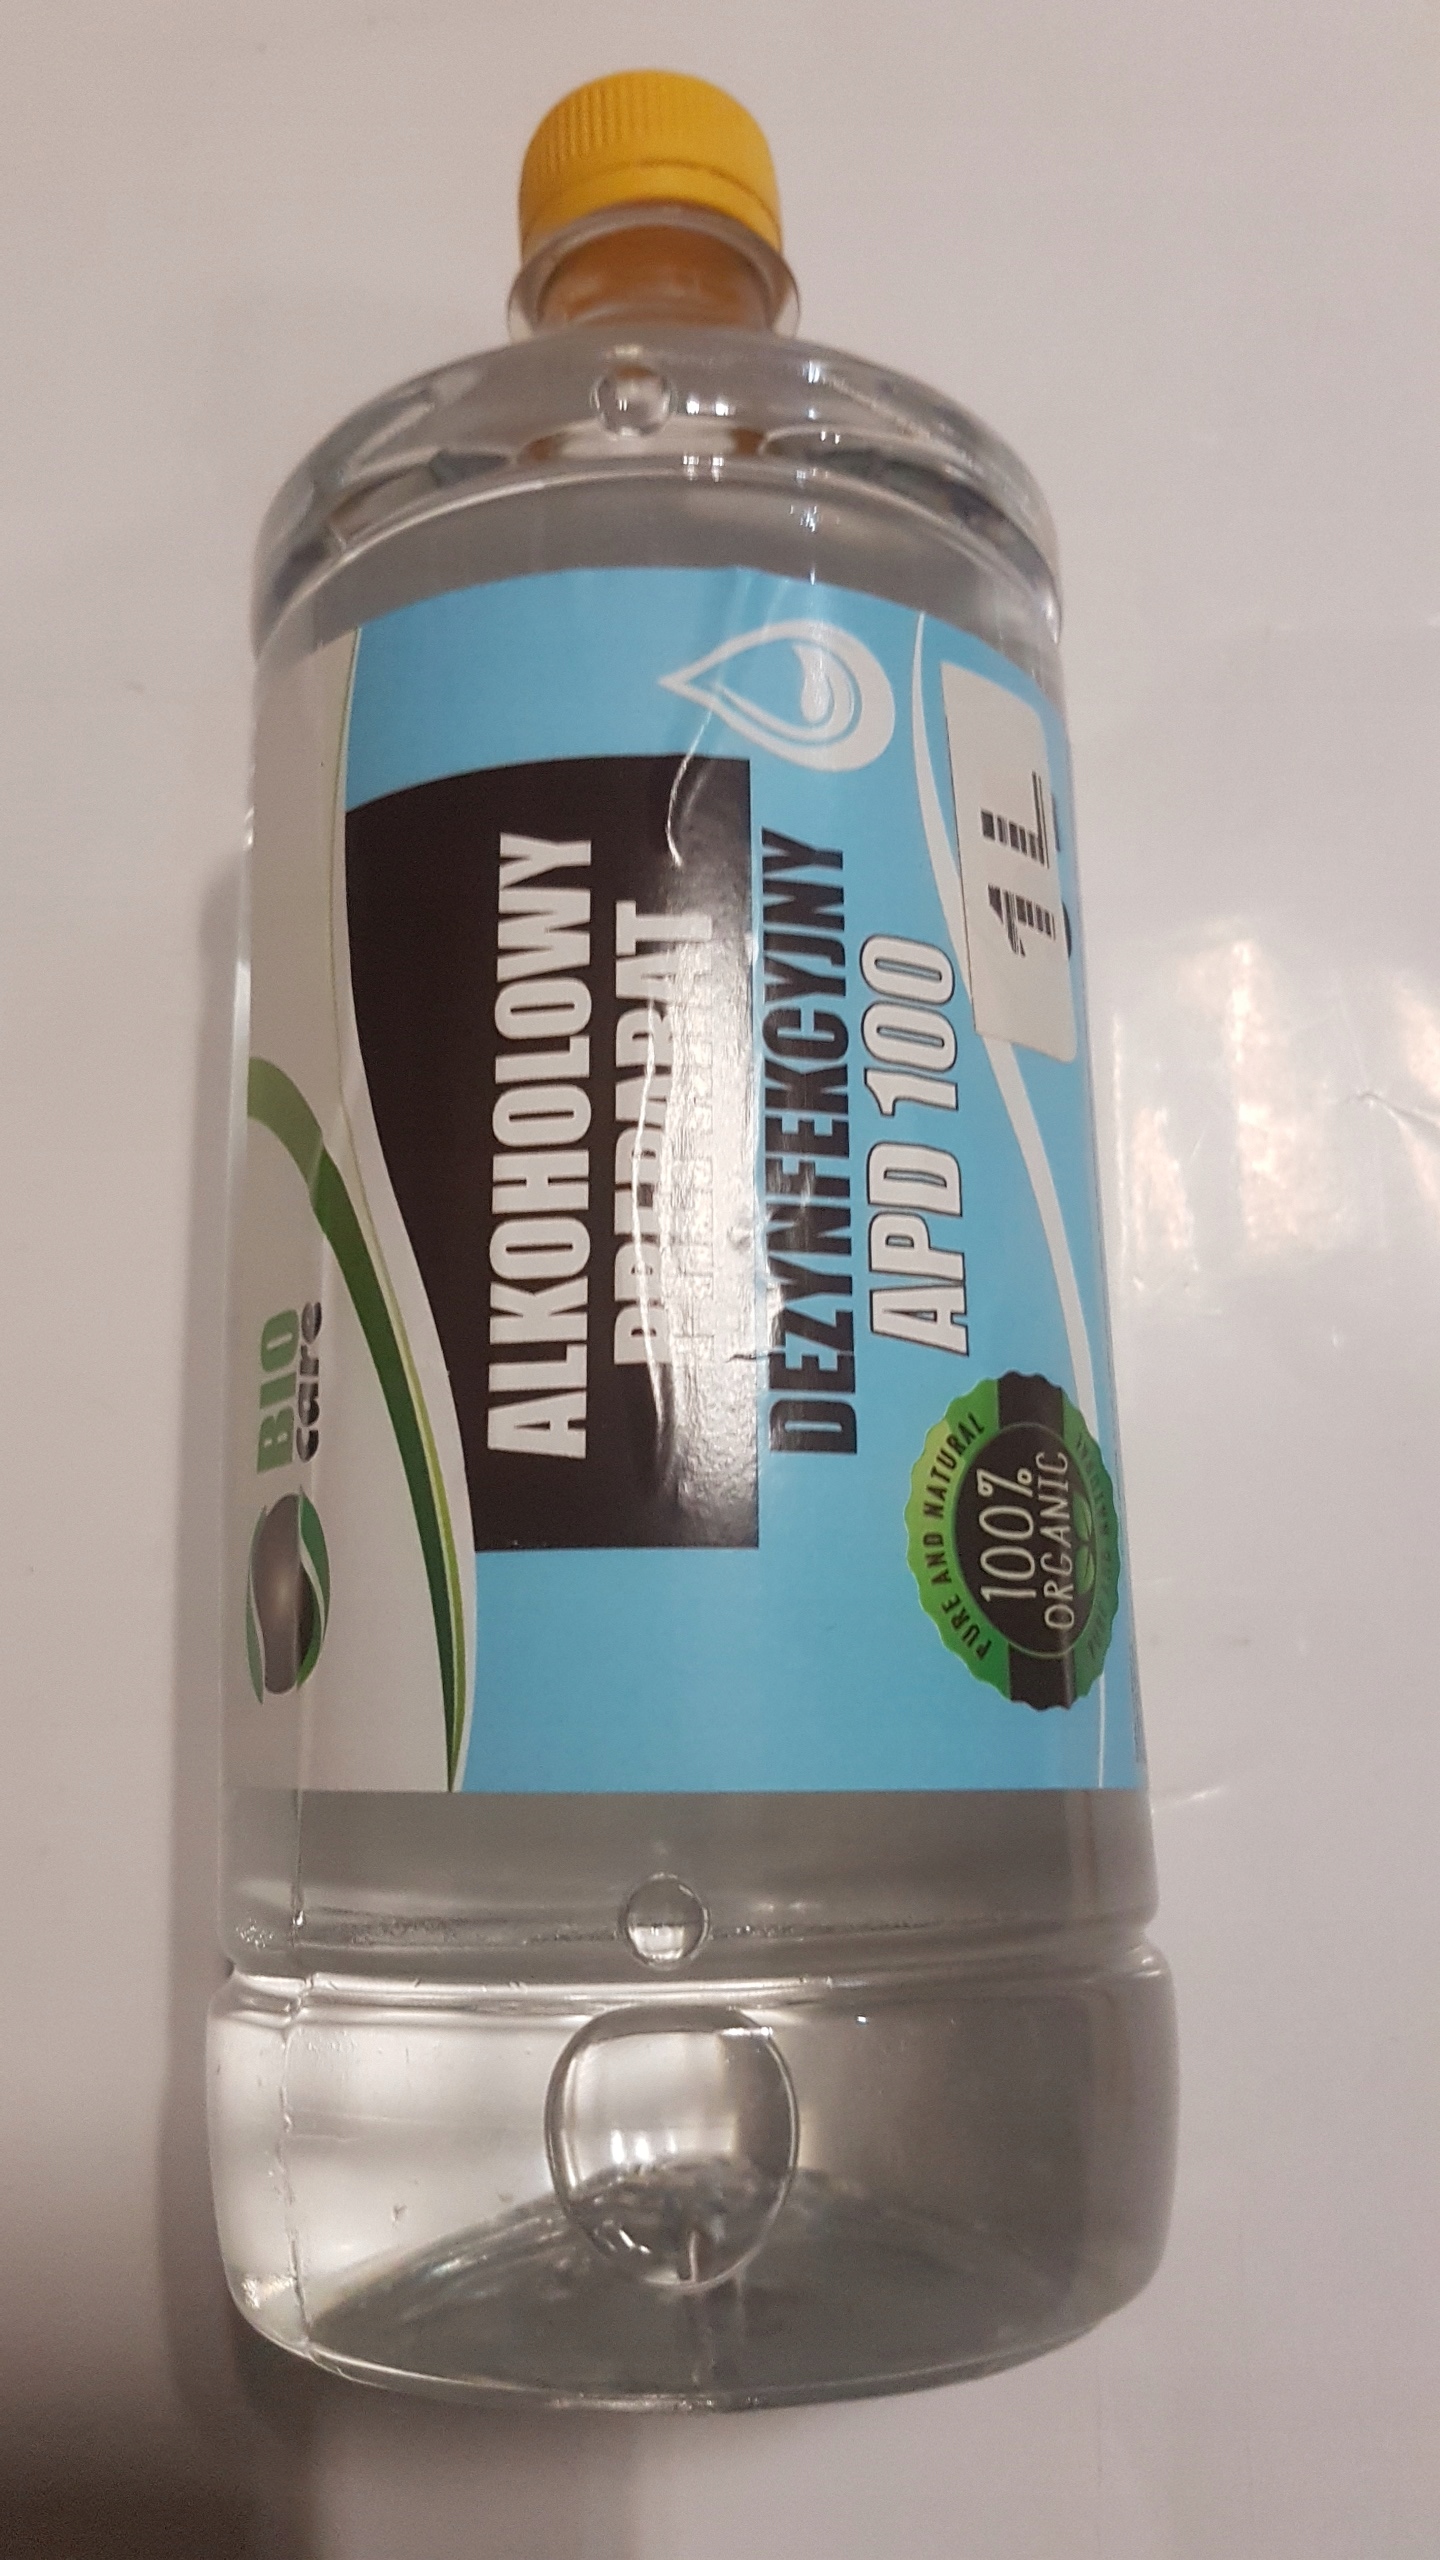 BIO
care
ALKOHOLOWY
PREPARAT
DEZYNFEKCYJNY
APD 100
1L
PURE AND NATURAL
100%
ORGANIC